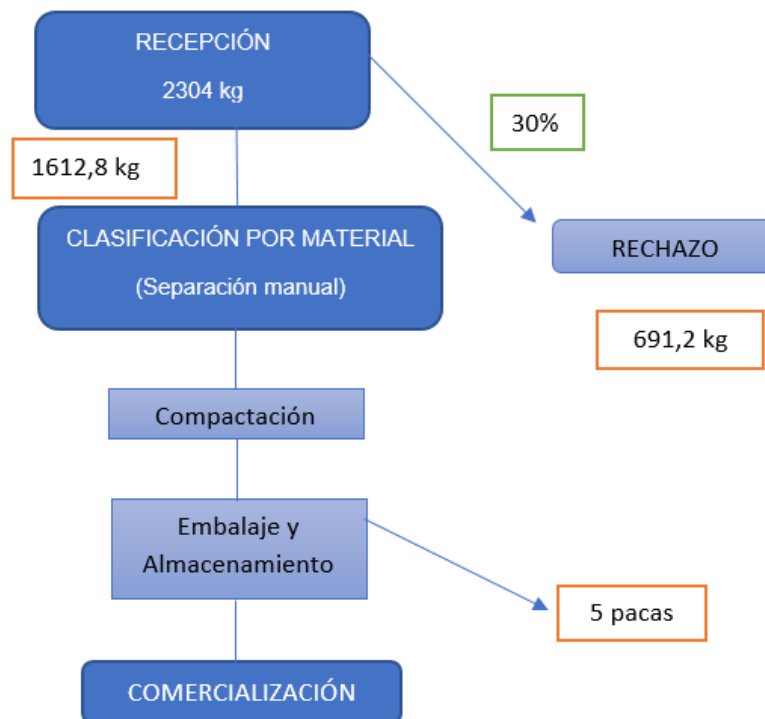 RECEPCIÓN
2304 kg
30%
1612,8 kg
CLASIFICACIÓN POR MATERIAL
(Separación manual)
RECHAZO
691,2 kg
Compactación
Embalaje y
Almacenamiento
5 pacas
COMERCIALIZACIÓN